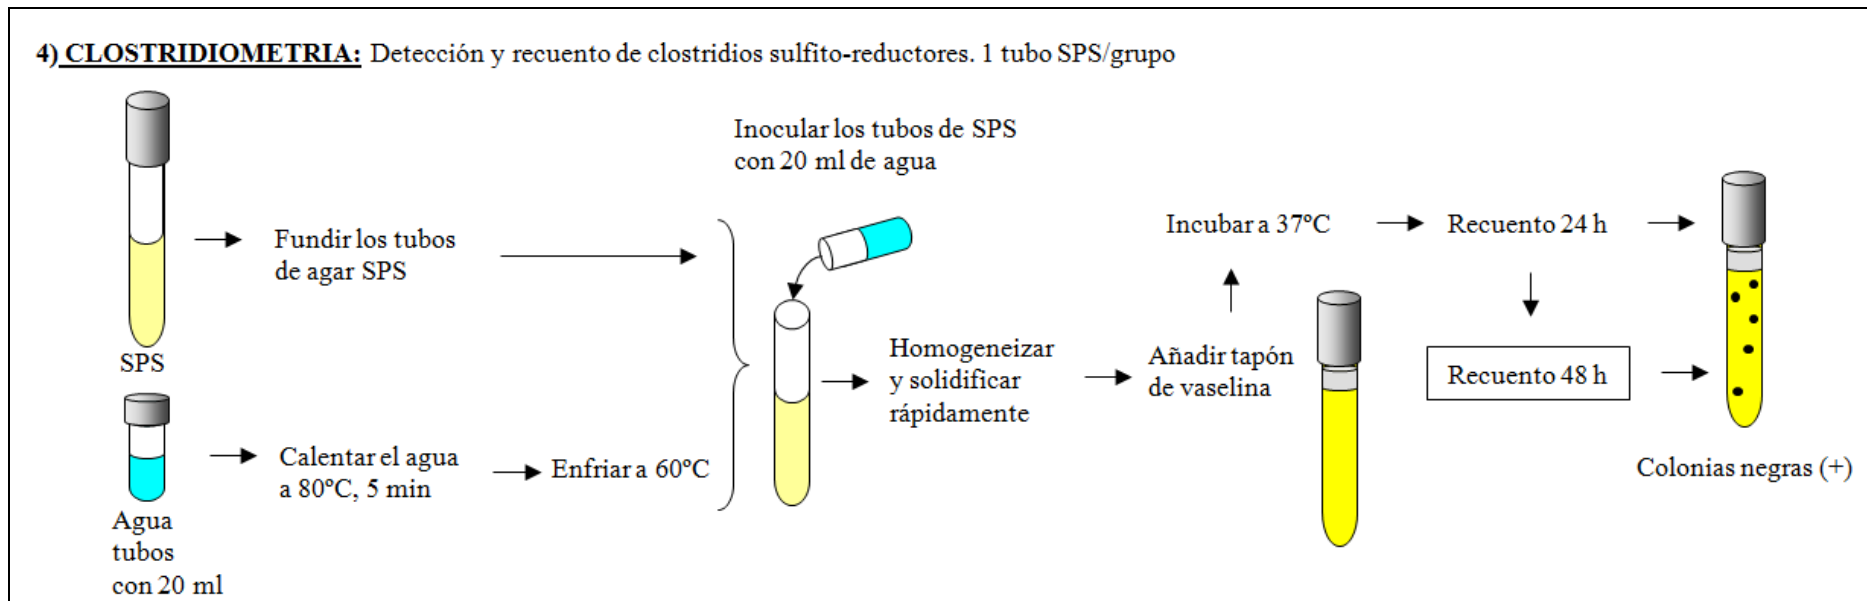 4) CLOSTRIDIOMETRIA: Detección y recuento de clostridios sulfito-reductores. 1 tubo SPS/grupo
SPS
Fundir los tubos
de agar SPS
Agua
tubos
con 20 ml
Calentar el agua
a 80ºC, 5 min
Enfriar a 60ºC
Inocular los tubos de SPS
con 20 ml de agua
Homogeneizar
y solidificar
rápidamente
Añadir tapón
de vaselina
Incubar a 37ºC
Recuento 24 h
Recuento 48 h
Colonias negras (+)